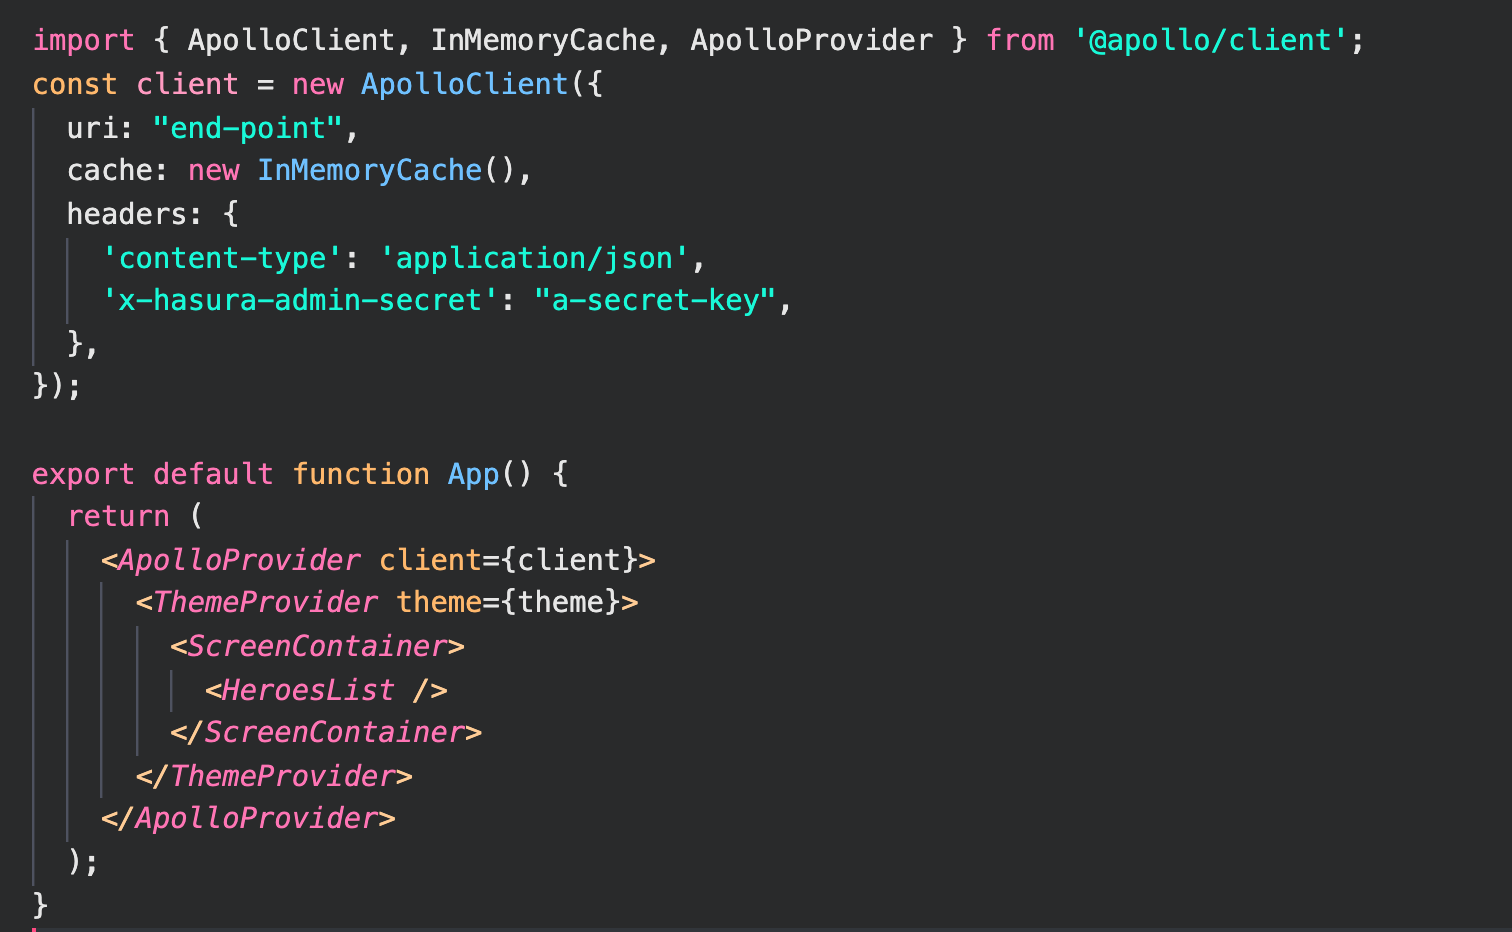 import { ApolloClient, InMemoryCache, ApolloProvider } from '@apollo/client';
const client = new ApolloClient({
  uri: "end-point",
  cache: new InMemoryCache(),
  headers: {
    'content-type': 'application/json',
    'x-hasura-admin-secret': "a-secret-key",
  },
});

export default function App() {
  return (
    <ApolloProvider client={client}>
      <ThemeProvider theme={theme}>
        <ScreenContainer>
          <HeroesList />
        </ScreenContainer>
      </ThemeProvider>
    </ApolloProvider>
  );
}